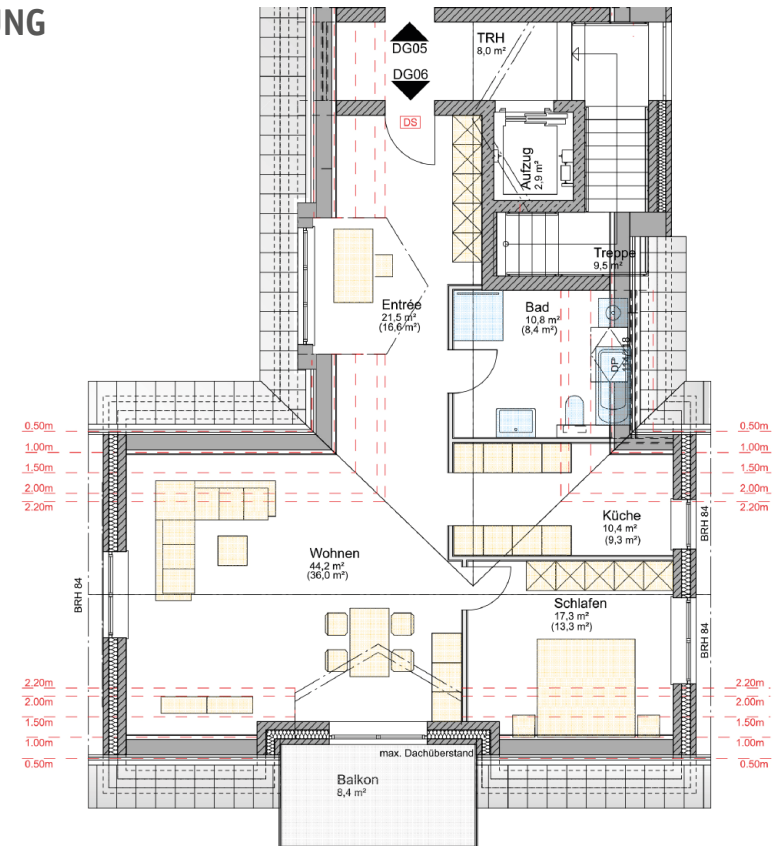 UNG
TRH
8,0 m²
DG05
DG06
DS
Aufzug
2,9 m²
Treppe
9,5 m²
Entrée
21,5 m²
(16,6 m²)
Bad
10,8 m²
(8,4 m²)
DF
114/118
0.50m
1.00m
1.50m
2.00m
2.20m
0.50m
1.00m
1.50m
2.00m
2.20m
Küche
10,4 m²
(9,3 m²)
BRH 84
Wohnen
44,2 m²
(36,0 m²)
BRH 84
Schlafen
17,3 m²
(13,3 m²)
BRH 84
2.20m
2.00m
1.50m
1.00m
0.50m
2.20m
2.00m
1.50m
1.00m
0.50m
max. Dachüberstand
Balkon
8,4 m²